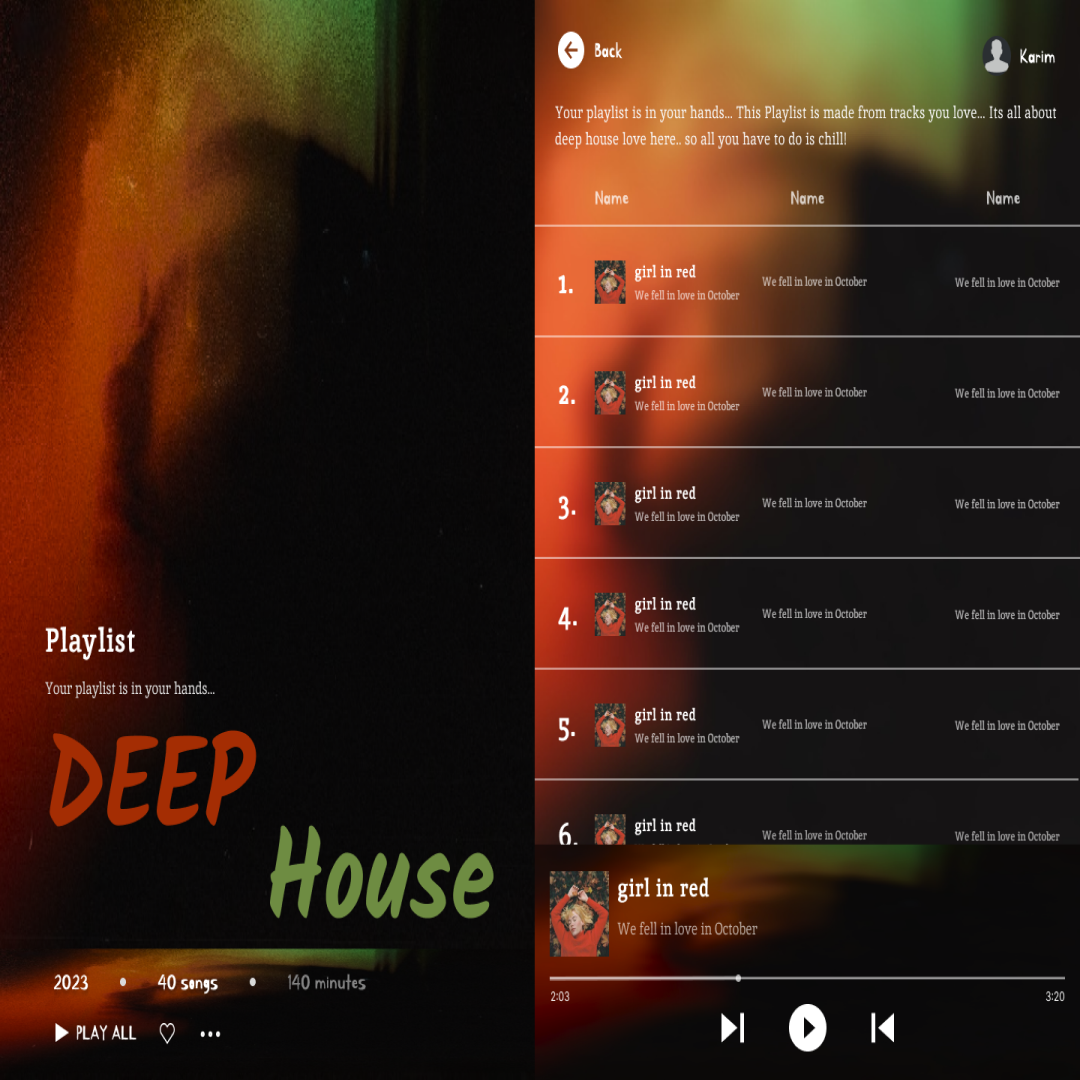 Playlist
Your playlist is in your hands...
DEEP
House
2023 • 40 songs • 140 minutes
PLAY ALL
Back
Karim
Your playlist is in your hands... This Playlist is made from tracks you love... Its all about
deep house love here.. so all you have to do is chill!
Name Name Name
1.
girl in red
We fell in love in October We fell in love in October We fell in love in October
2.
girl in red
We fell in love in October We fell in love in October We fell in love in October
3.
girl in red
We fell in love in October We fell in love in October We fell in love in October
4.
girl in red
We fell in love in October We fell in love in October We fell in love in October
5.
girl in red
We fell in love in October We fell in love in October We fell in love in October
6.
girl in red
We fell in love in October We fell in love in October
girl in red
We fell in love in October
2:03 3:20